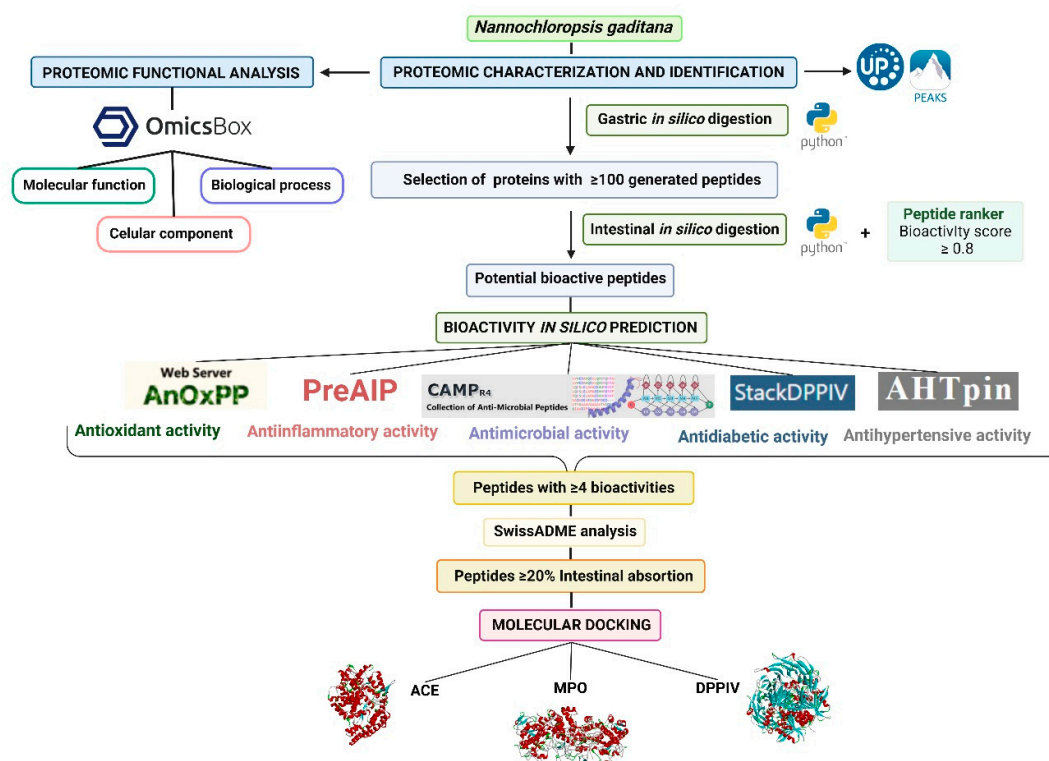 Nannochloropsis gaditana
PROTEOMIC FUNCTIONAL ANALYSIS
PROTEOMIC CHARACTERIZATION AND IDENTIFICATION
UP
PEAKS
OmicsBox
Gastric in silico digestion
python
Molecular function
Biological process
Selection of proteins with ≥100 generated peptides
Celular component
Intestinal in silico digestion
python
+
Peptide ranker
Bioactivity score
≥ 0.8
Potential bioactive peptides
BIOACTIVITY IN SILICO PREDICTION
Web Server
AnOxPP
PreAIP
CAMPR4
Collection of Anti-Microbial Peptides
StackDPPIV
AHTpin
Antioxidant activity
Antiinflammatory activity
Antimicrobial activity
Antidiabetic activity
Antihypertensive activity
Peptides with ≥4 bioactivities
SwissADME analysis
Peptides ≥20% Intestinal absortion
MOLECULAR DOCKING
ACE
MPO
DPPIV